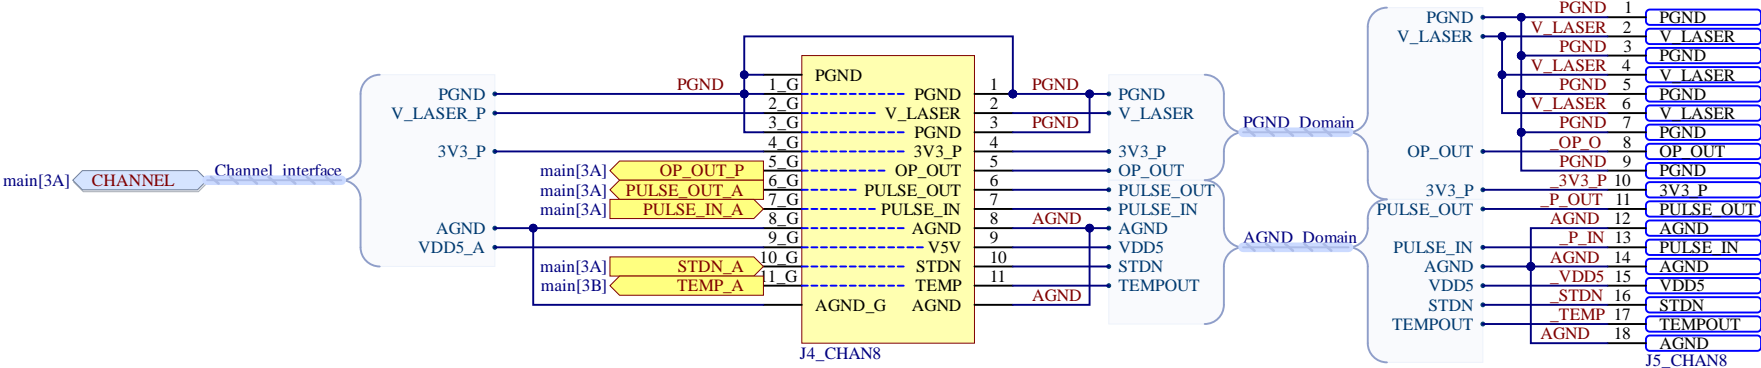 main[3A] CHANNEL
Channel_interface
PGND
V_LASER_P
3V3_P
AGND
VDD5_A
PGND
main[3A] OP_OUT_P
main[3A] PULSE_OUT_A
main[3A] PULSE_IN_A
main[3A] STDN_A
main[3B] TEMP_A
PGND
1_G PGND 1
2_G V_LASER 2
3_G PGND 3
4_G 3V3_P 4
5_G OP_OUT 5
6_G PULSE_OUT 6
7_G PULSE_IN 7
8_G AGND 8
9_G V5V 9
10_G STDN 10
11_G TEMP 11
AGND_G AGND
J4_CHAN8
PGND
PGND
AGND
AGND
PGND
V_LASER
3V3_P
OP_OUT
PULSE_OUT
PULSE_IN
AGND
VDD5
STDN
TEMPOUT
PGND_Domain
AGND_Domain
PGND
V_LASER
OP_OUT
3V3_P
PULSE_OUT
PULSE_IN
AGND
VDD5
STDN
TEMPOUT
PGND 1 PGND
V_LASER 2 V_LASER
PGND 3 PGND
V_LASER 4 V_LASER
PGND 5 PGND
V_LASER 6 V_LASER
PGND 7 PGND
_OP_O 8 OP_OUT
PGND 9 PGND
_3V3_P 10 3V3_P
_P_OUT 11 PULSE_OUT
AGND 12 AGND
_P_IN 13 PULSE_IN
AGND 14 AGND
_VDD5 15 VDD5
_STDN 16 STDN
_TEMP 17 TEMPOUT
AGND 18 AGND
J5_CHAN8